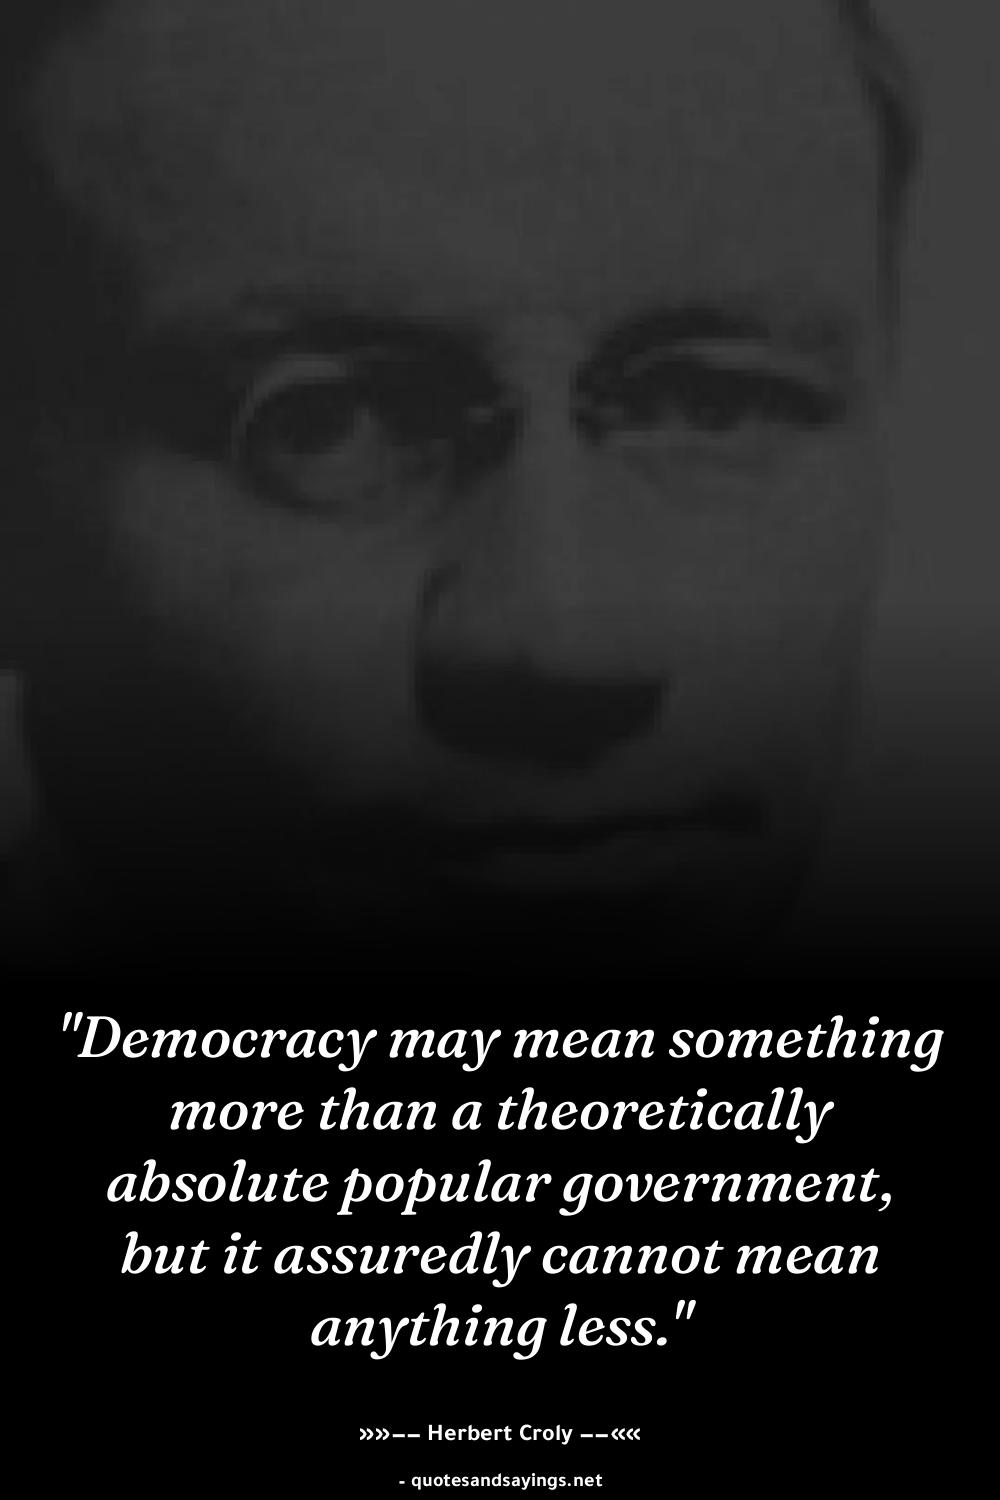 "Democracy may mean something
more than a theoretically
absolute popular government,
but it assuredly cannot mean
anything less."
»»–– Herbert Croly ––««
- quotesandsayings.net